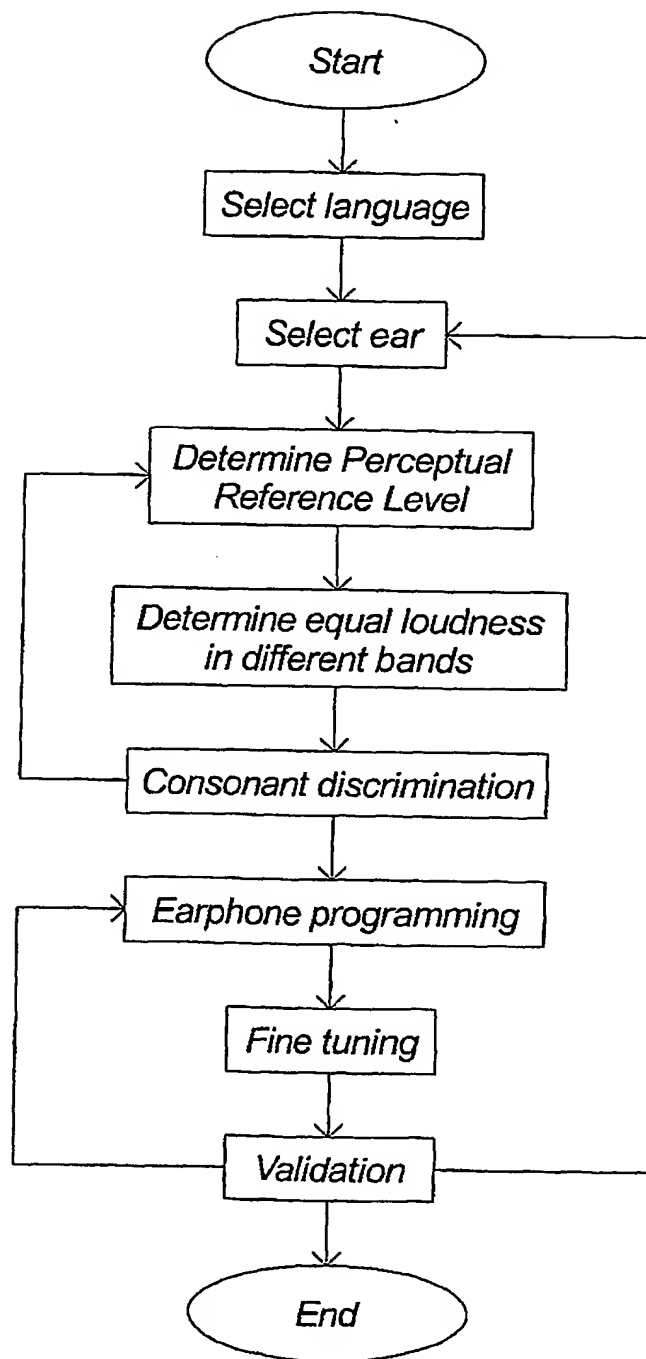 Start
Select language
Select ear
Determine Perceptual
Reference Level
Determine equal loudness
in different bands
Consonant discrimination
Earphone programming
Fine tuning
Validation
End